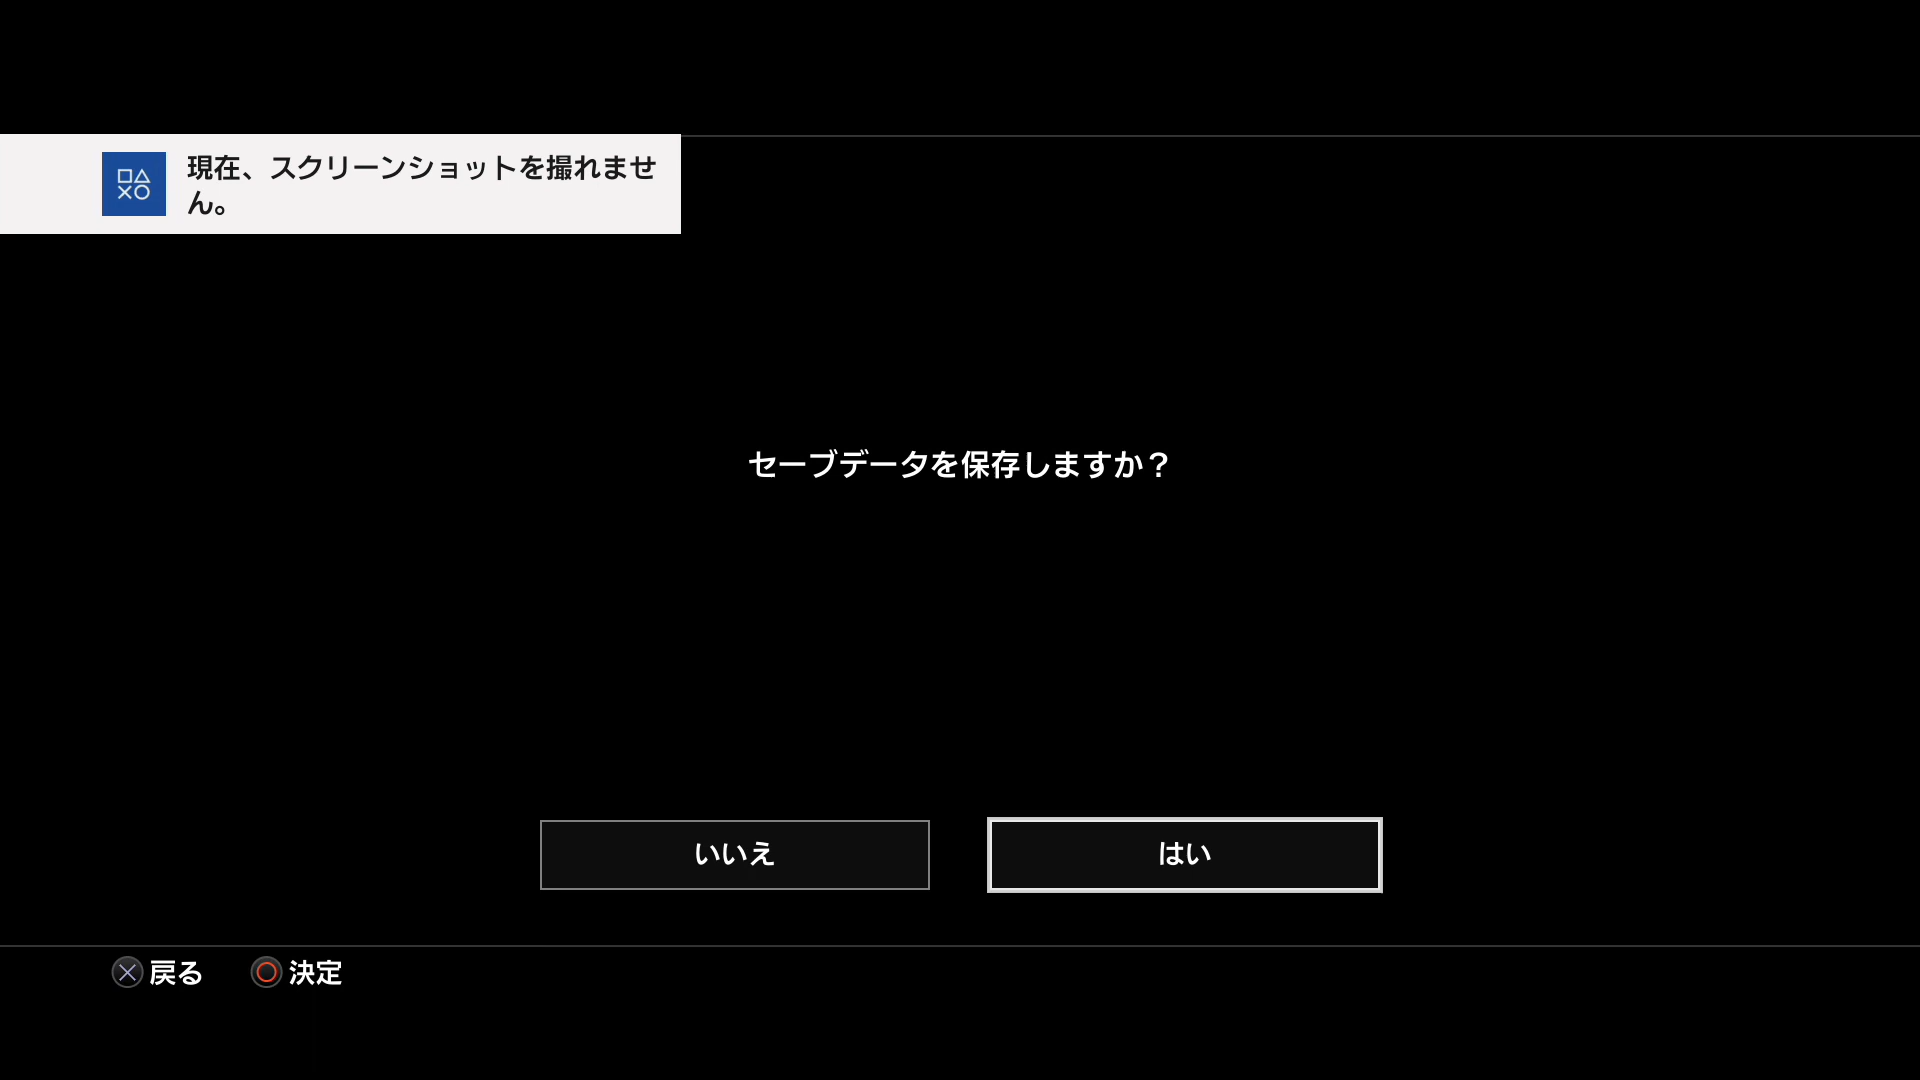 現在、スクリーンショットを撮れませ
ん。
セーブデータを保存しますか？
いいえ
はい
戻る
決定